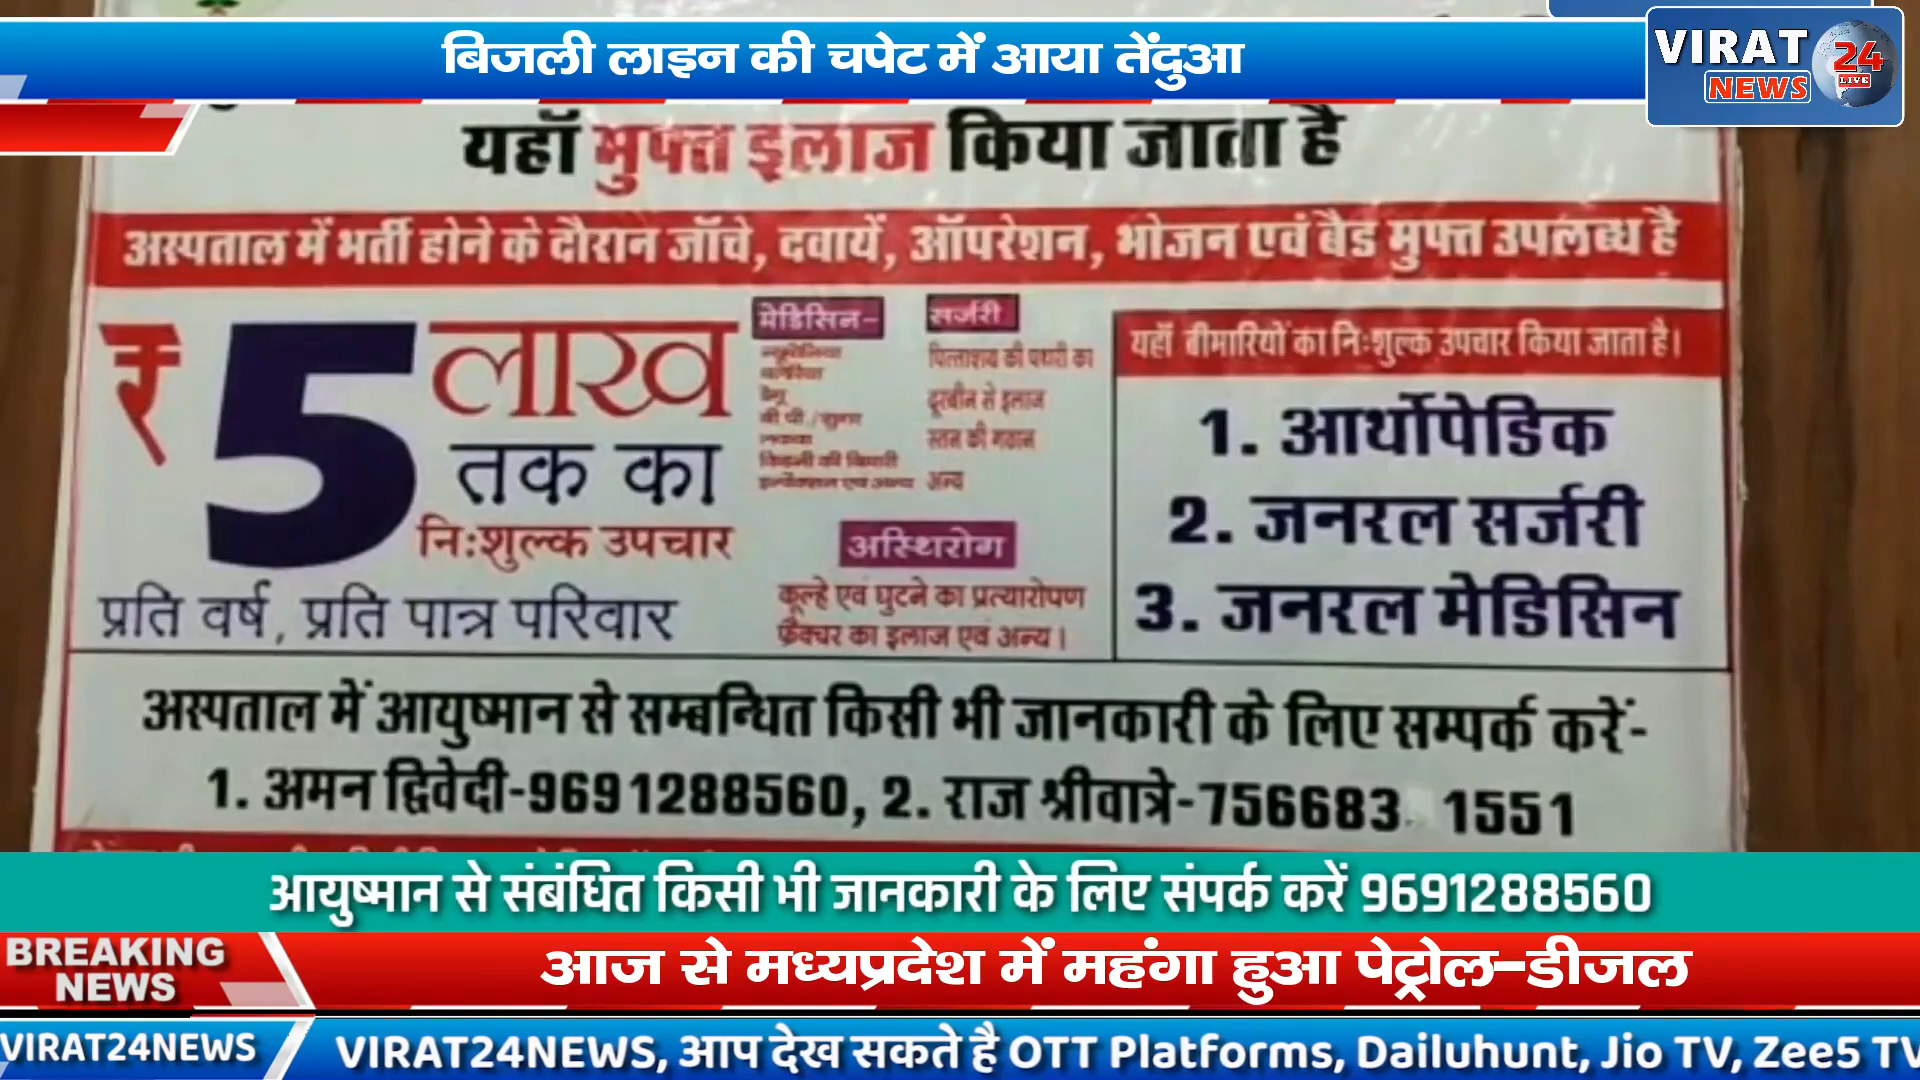 बिजली लाइन की चपेट में आया तेंदुआ
VIRAT 24
NEWS LIVE
यहाॅ मुफ्त इलाज किया जाता है
अस्पताल में भर्ती होने के दौरान जाॅचे, दवायें, ऑपरेशन, भोजन एवं बैड मुफ्त उपलब्ध है
₹ 5 लाख
तक का
निःशुल्क उपचार
प्रति वर्ष, प्रति पात्र परिवार
मेडिसिन-
डेंगू
बी पी / सुगर
सर्जरी
पित्ताशय की पथरी का
दूरबीन से इलाज
स्तन की गठान
अन्य
अस्थिरोग
कूल्हे एवं घुटने का प्रत्यारोपण
फ्रैक्चर का इलाज एवं अन्य।
यहाॅ बीमारियों का निःशुल्क उपचार किया जाता है।
1. आर्थोपेडिक
2. जनरल सर्जरी
3. जनरल मेडिसिन
अस्पताल में आयुष्मान से सम्बन्धित किसी भी जानकारी के लिए सम्पर्क करें-
1. अमन द्विवेदी-9691288560, 2. राज श्रीवात्रे-756683 1551
आयुष्मान से संबंधित किसी भी जानकारी के लिए संपर्क करें 9691288560
BREAKING
NEWS
आज से मध्यप्रदेश में महंगा हुआ पेट्रोल-डीजल
VIRAT24NEWS
VIRAT24NEWS, आप देख सकते है OTT Platforms, Dailuhunt, Jio TV, Zee5 TV